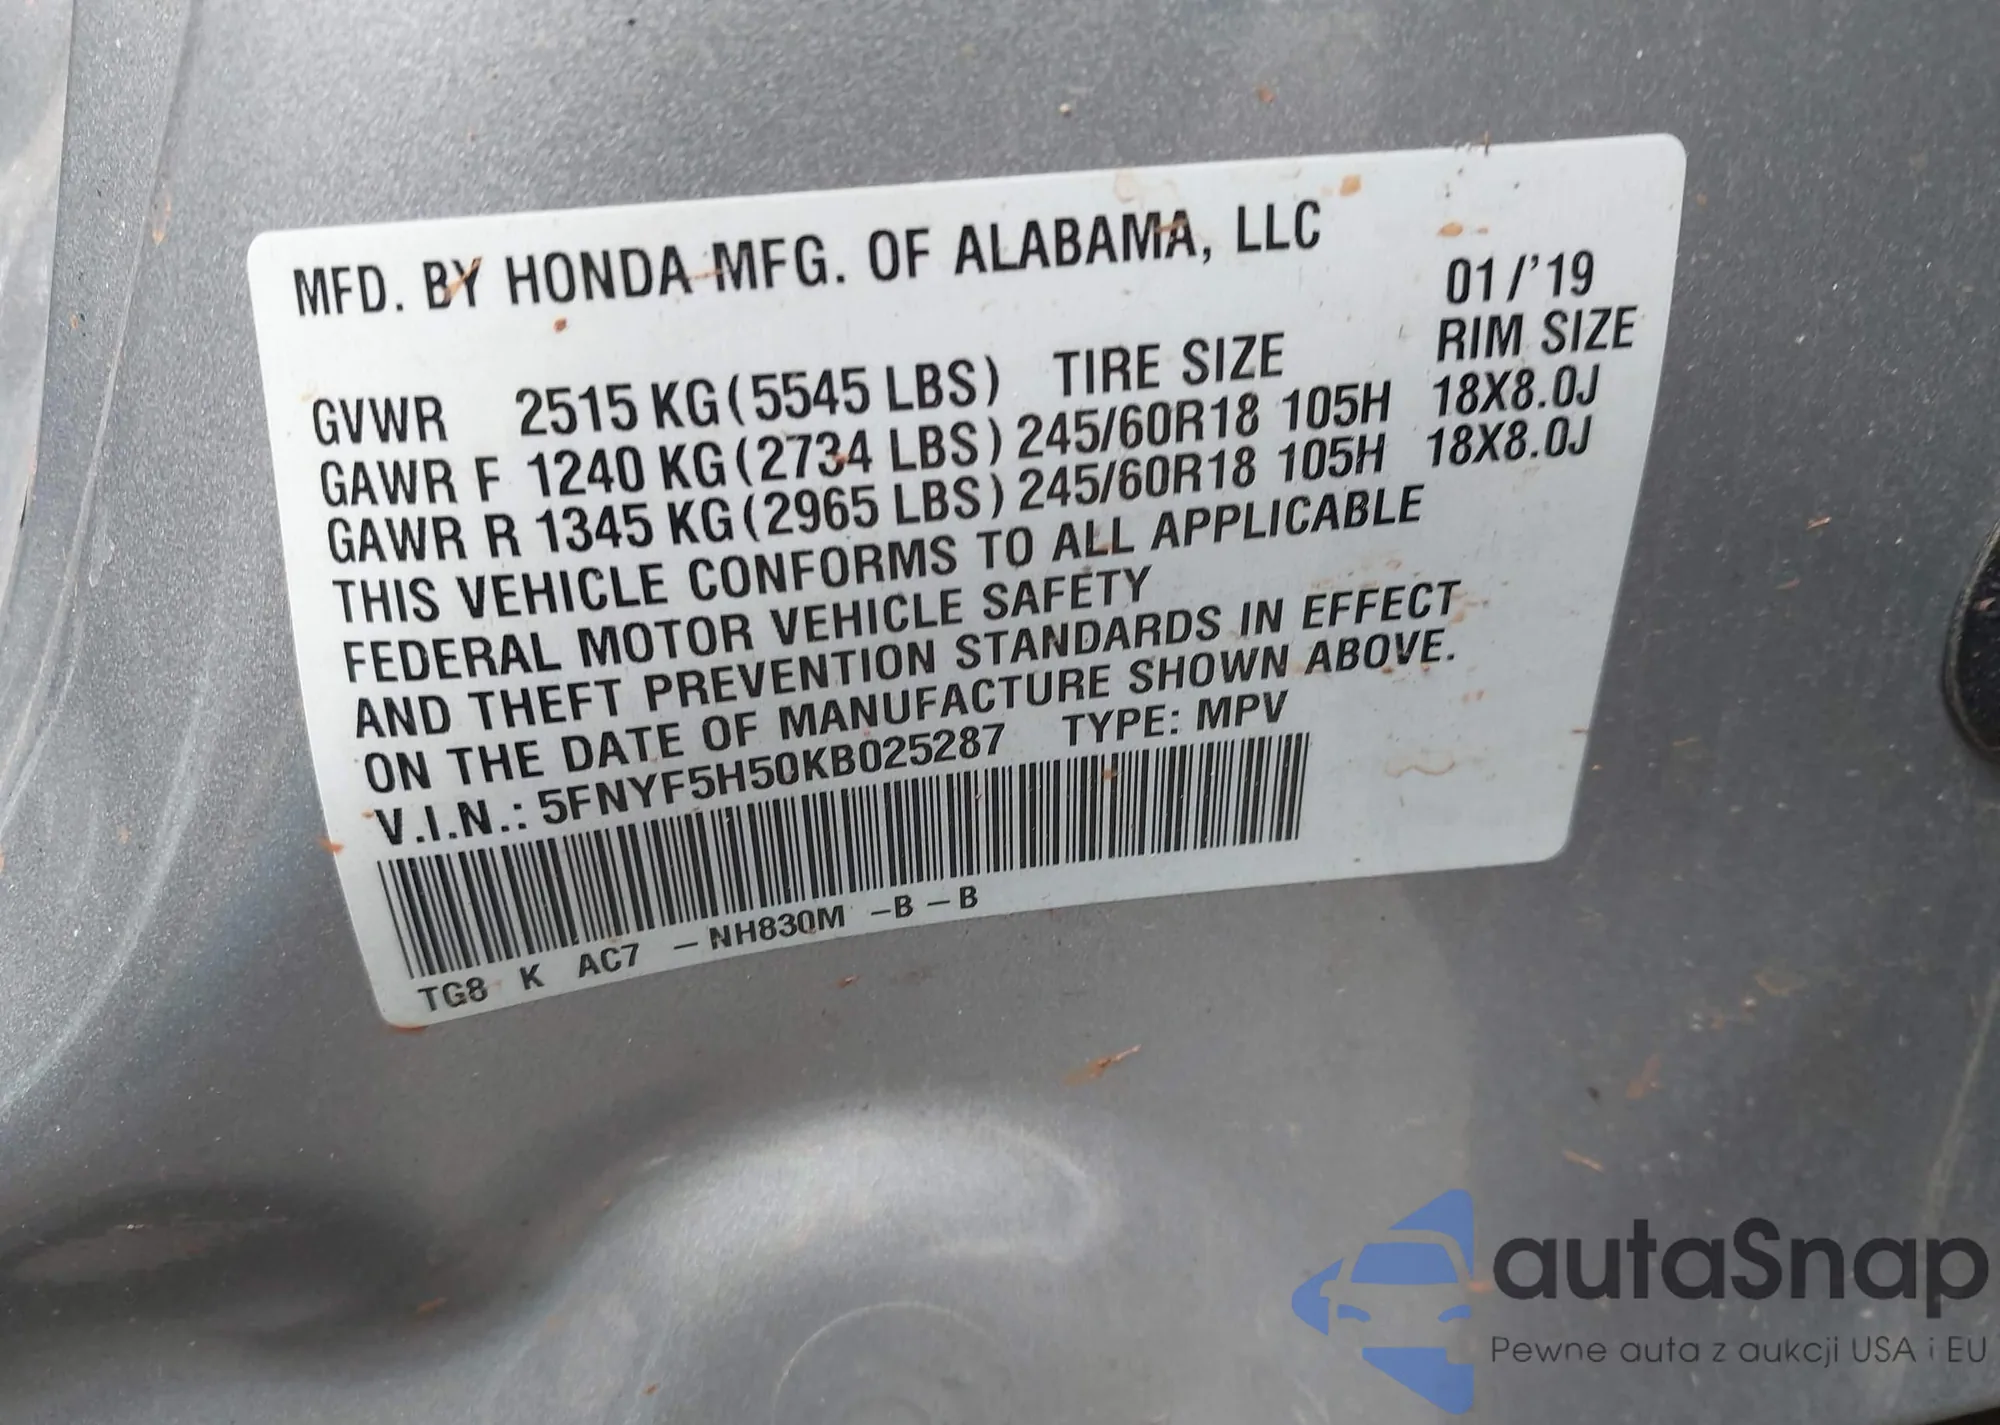 MFD. BY HONDA MFG. OF ALABAMA, LLC
01/'19
GVWR 2515 KG(5545 LBS) TIRE SIZE RIM SIZE
GAWR F 1240 KG(2734 LBS) 245/60R18 105H 18X8.0J
GAWR R 1345 KG(2965 LBS) 245/60R18 105H 18X8.0J
THIS VEHICLE CONFORMS TO ALL APPLICABLE
FEDERAL MOTOR VEHICLE SAFETY
AND THEFT PREVENTION STANDARDS IN EFFECT
ON THE DATE OF MANUFACTURE SHOWN ABOVE.
V.I.N.: 5FNYF5H50KB025287 TYPE: MPV
TG8 K AC7 –NH830M –B–B
autaSnap
Pewne auta z aukcji USA i EU